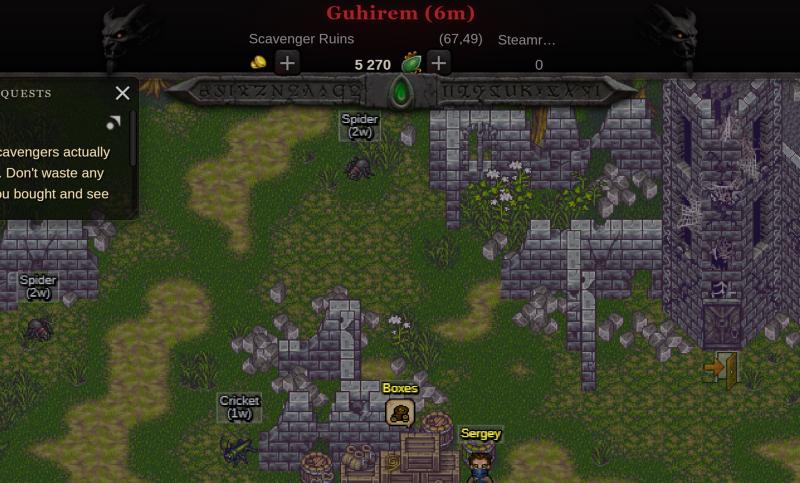 Guhirem (6m)
Scavenger Ruins
(67,49)
Steamr...
5 270
0
QUESTS
cavengers actually
. Don't waste any
ou bought and see
Spider
(2w)
Spider
(2w)
Boxes
Cricket
(1w)
Sergey